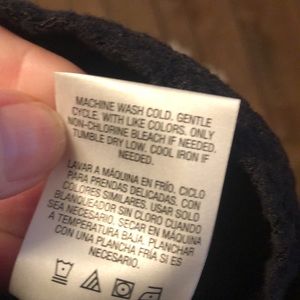 MACHINE WASH COLD. GENTLE
CYCLE. WITH LIKE COLORS. ONLY
NON-CHLORINE BLEACH IF NEEDED.
TUMBLE DRY LOW. COOL IRON IF
NEEDED.
LAVAR A MÁQUINA EN FRÍO, CICLO
PARA PRENDAS DELICADAS, CON
COLORES SIMILARES. USAR SOLO
BLANQUEADOR SIN CLORO CUANDO
SEA NECESARIO. SECAR EN MÁQUINA
A TEMPERATURA BAJA. PLANCHAR
CON UNA PLANCHA FRÍA SI ES
NECESARIO.